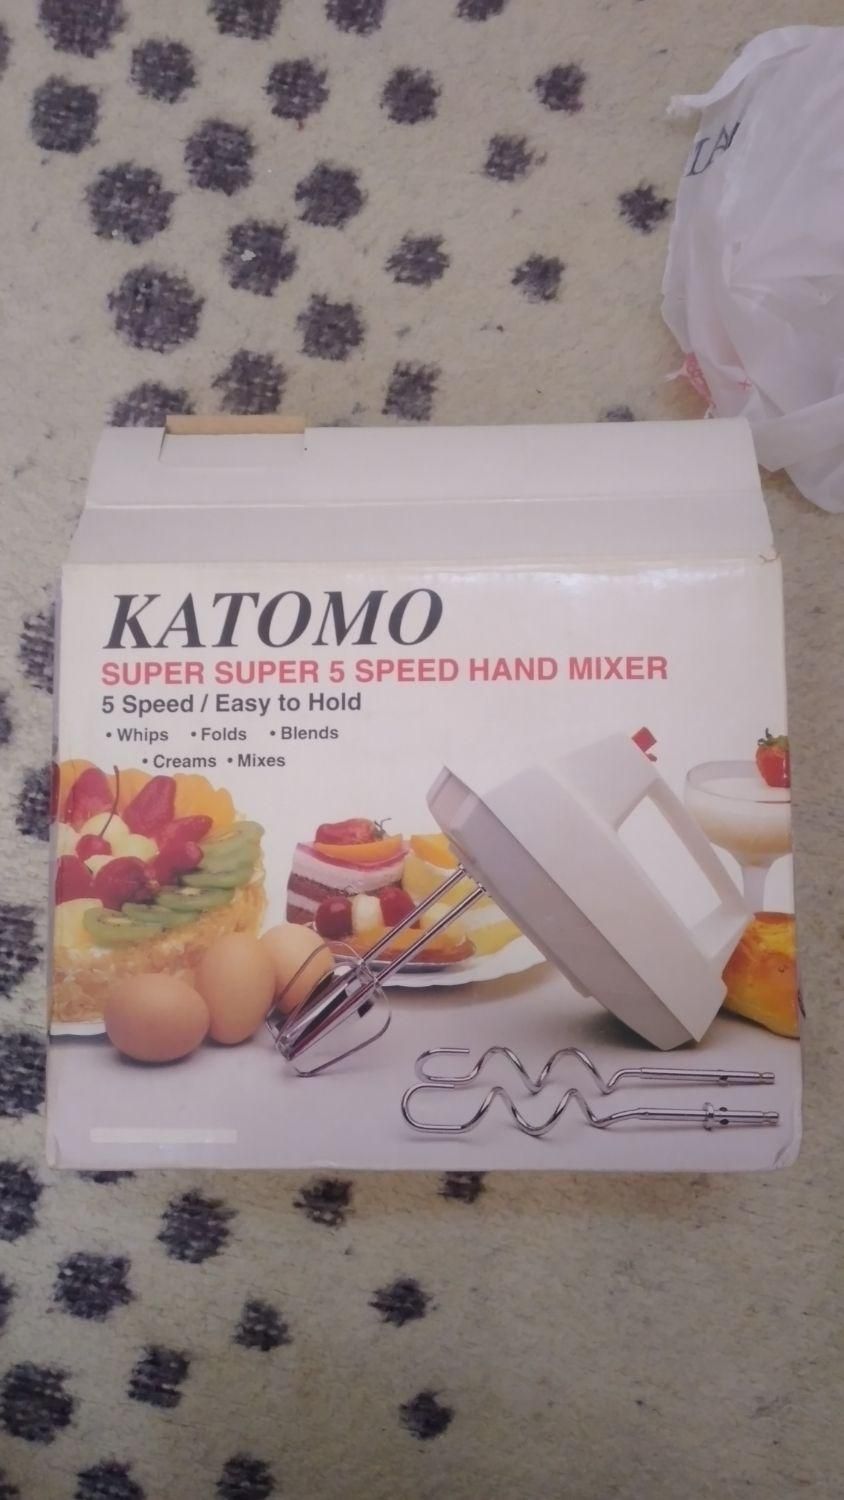 KATOMO
SUPER SUPER 5 SPEED HAND MIXER
5 Speed / Easy to Hold
• Whips • Folds • Blends
• Creams • Mixes